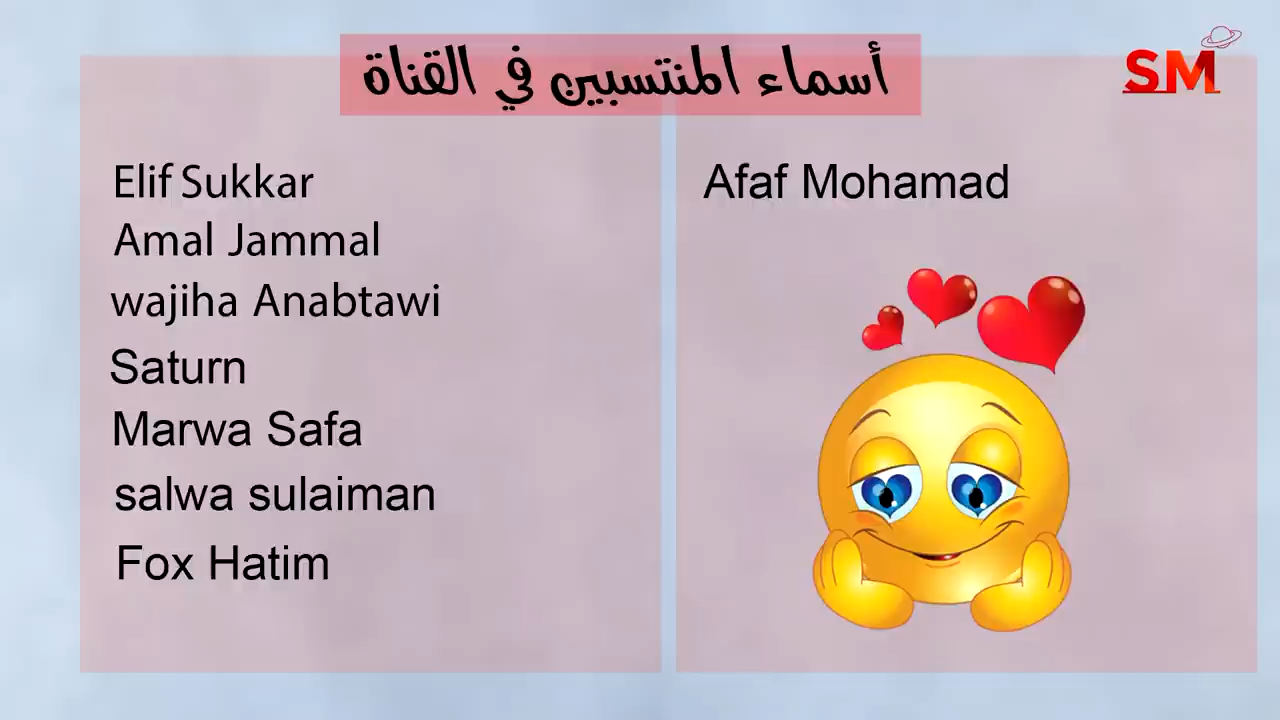 أسماء المنتسبين في القناة
SM
Elif Sukkar
Amal Jammal
wajiha Anabtawi
Saturn
Marwa Safa
salwa sulaiman
Fox Hatim
Afaf Mohamad